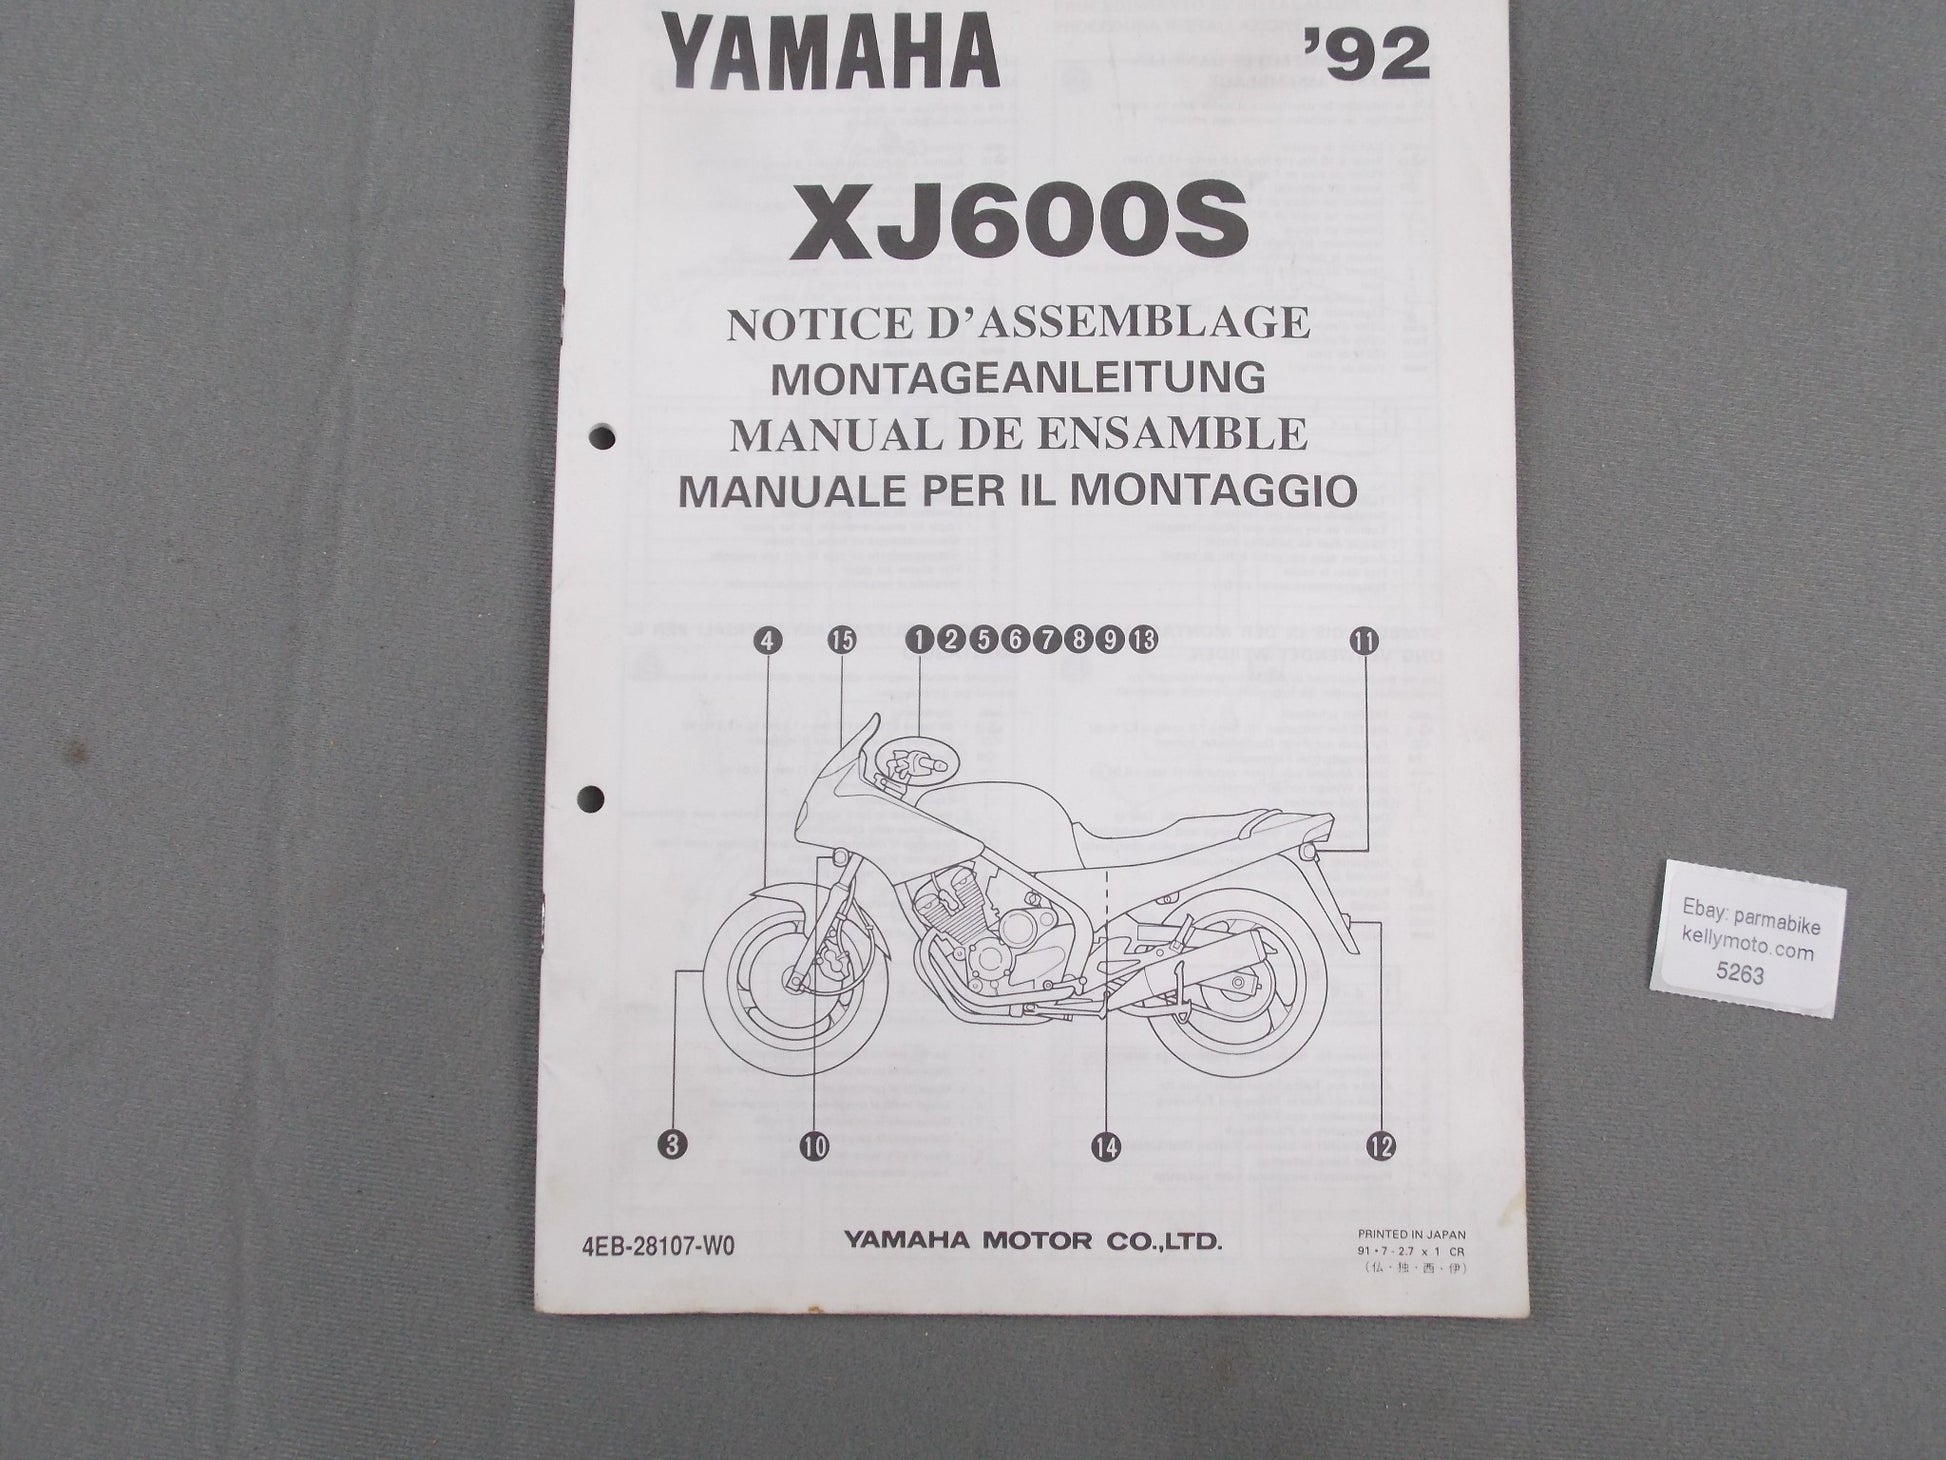 YAMAHA '92
XJ600S
NOTICE D'ASSEMBLAGE
MONTAGEANLEITUNG
MANUAL DE ENSAMBLE
MANUALE PER IL MONTAGGIO
4 15 1 2 5 6 7 8 9 13 11
3 10 14 12
4EB-28107-W0
YAMAHA MOTOR CO.,LTD.
PRINTED IN JAPAN
91・7-2.7 x 1 CR
(仏・独・西・伊)
Ebay: parmabike
kellymoto.com
5263